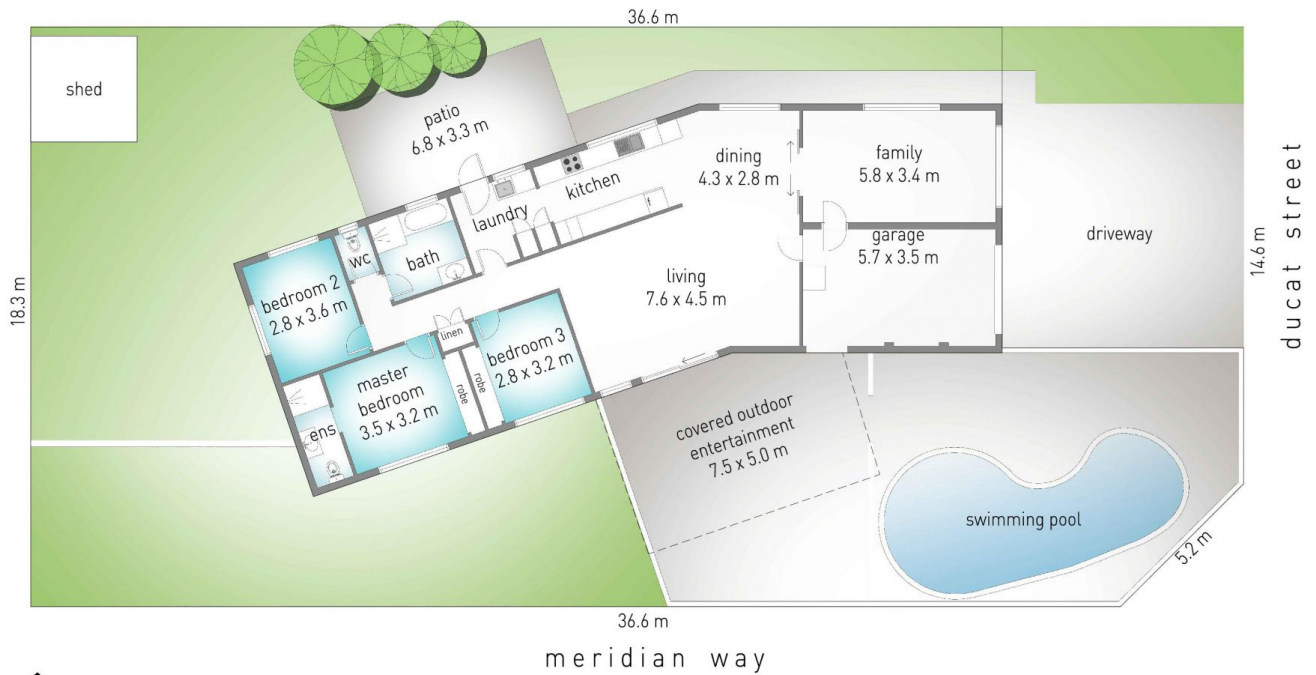 36.6 m
shed
patio
6.8 x 3.3 m
dining
4.3 x 2.8 m
family
5.8 x 3.4 m
kitchen
laundry
wc
bath
garage
5.7 x 3.5 m
driveway
ducat street
14.6 m
18.3 m
bedroom 2
2.8 x 3.6 m
living
7.6 x 4.5 m
linen
bedroom 3
2.8 x 3.2 m
master
bedroom
3.5 x 3.2 m
robe
robe
ens
covered outdoor
entertainment
7.5 x 5.0 m
swimming pool
5.2 m
36.6 m
meridian way